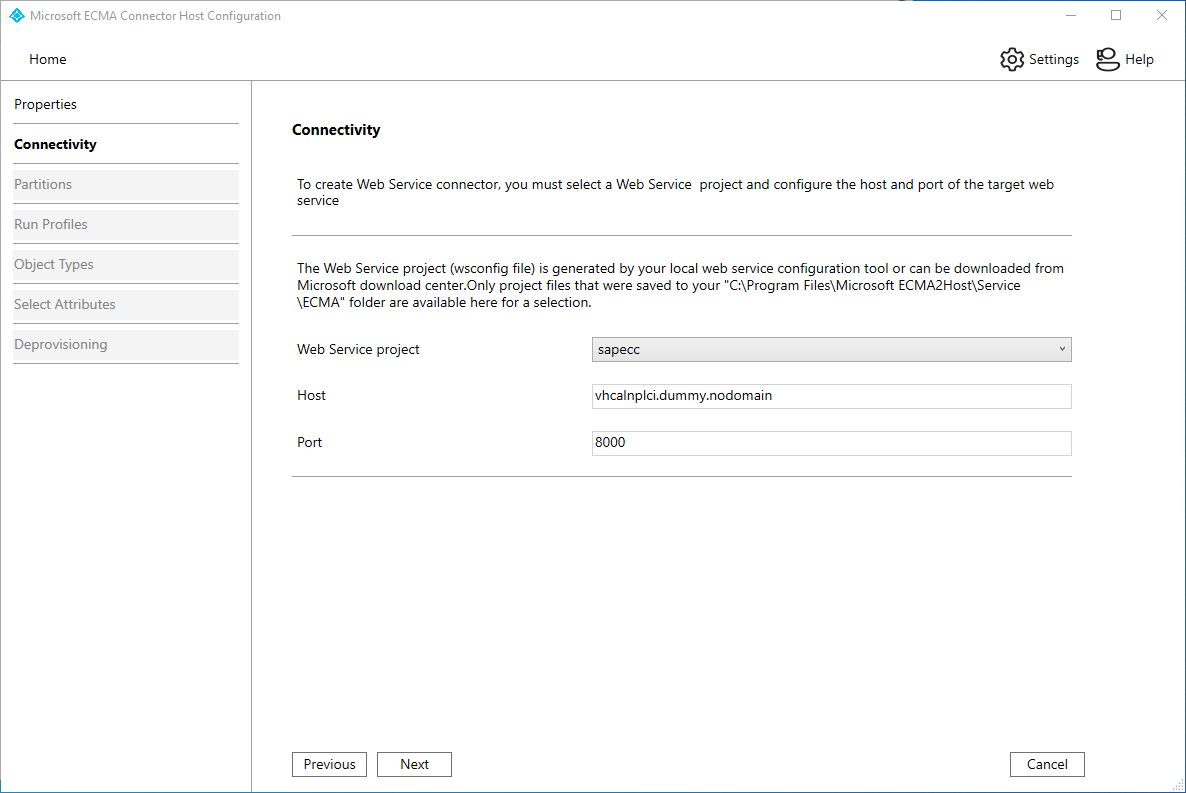 Microsoft ECMA Connector Host Configuration
Home
Settings
Help
Properties
Connectivity
Partitions
Run Profiles
Object Types
Select Attributes
Deprovisioning
Connectivity
To create Web Service connector, you must select a Web Service  project and configure the host and port of the target web
service
The Web Service project (wsconfig file) is generated by your local web service configuration tool or can be downloaded from
Microsoft download center.Only project files that were saved to your "C:\Program Files\Microsoft ECMA2Host\Service
\ECMA" folder are available here for a selection.
Web Service project
sapecc
Host
vhcalnplci.dummy.nodomain
Port
8000
Previous
Next
Cancel